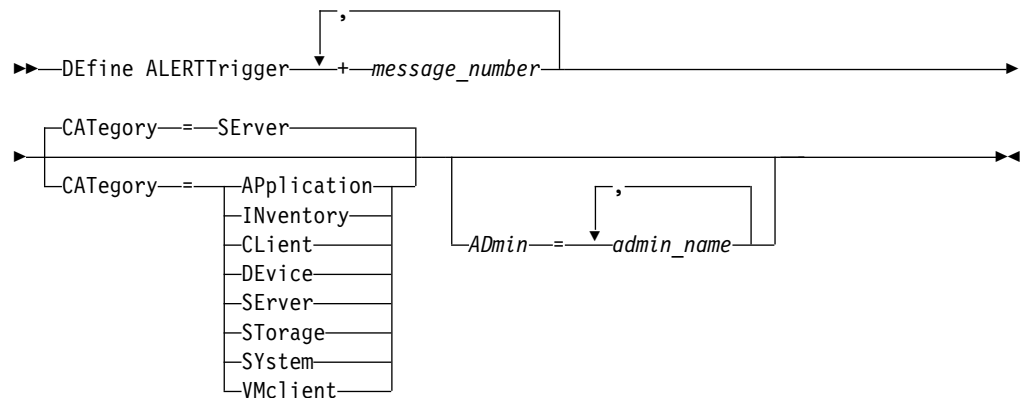 ,
DEfine ALERTTrigger + message_number
CATegory = SErver
CATegory = APplication
INventory
CLient
DEvice
SErver
STorage
SYstem
VMclient
,
ADmin = admin_name